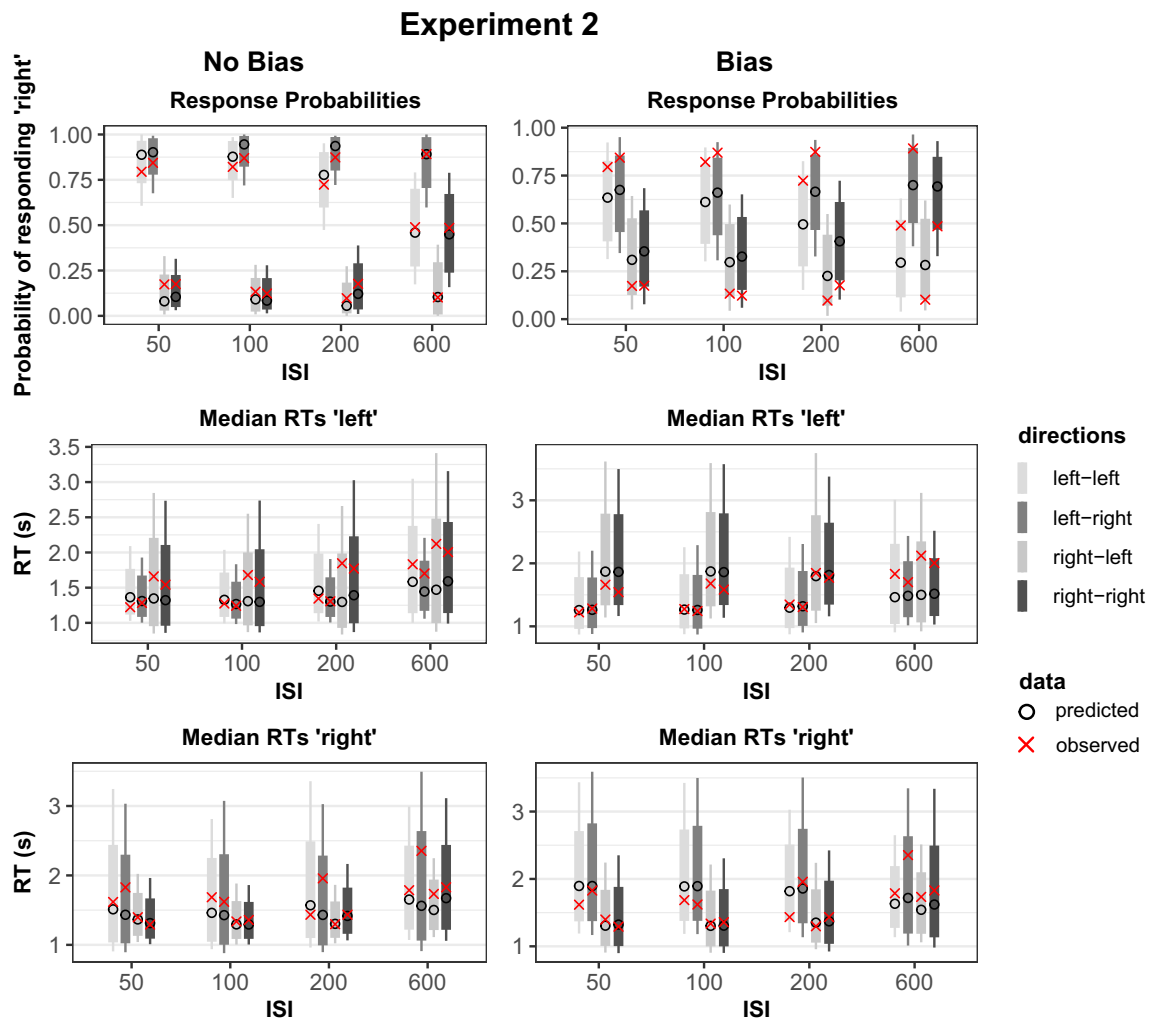 Experiment 2
No Bias
Bias
Response Probabilities
Response Probabilities
Probability of responding 'right'
1.00
0.75
0.50
0.25
0.00
50 100 200 600
ISI
1.00
0.75
0.50
0.25
0.00
50 100 200 600
ISI
Median RTs 'left'
Median RTs 'left'
RT (s)
3.5
3.0
2.5
2.0
1.5
1.0
50 100 200 600
ISI
3
2
1
50 100 200 600
ISI
Median RTs 'right'
Median RTs 'right'
RT (s)
3
2
1
50 100 200 600
ISI
3
2
1
50 100 200 600
ISI
directions
left−left
left−right
right−left
right−right
data
predicted
observed